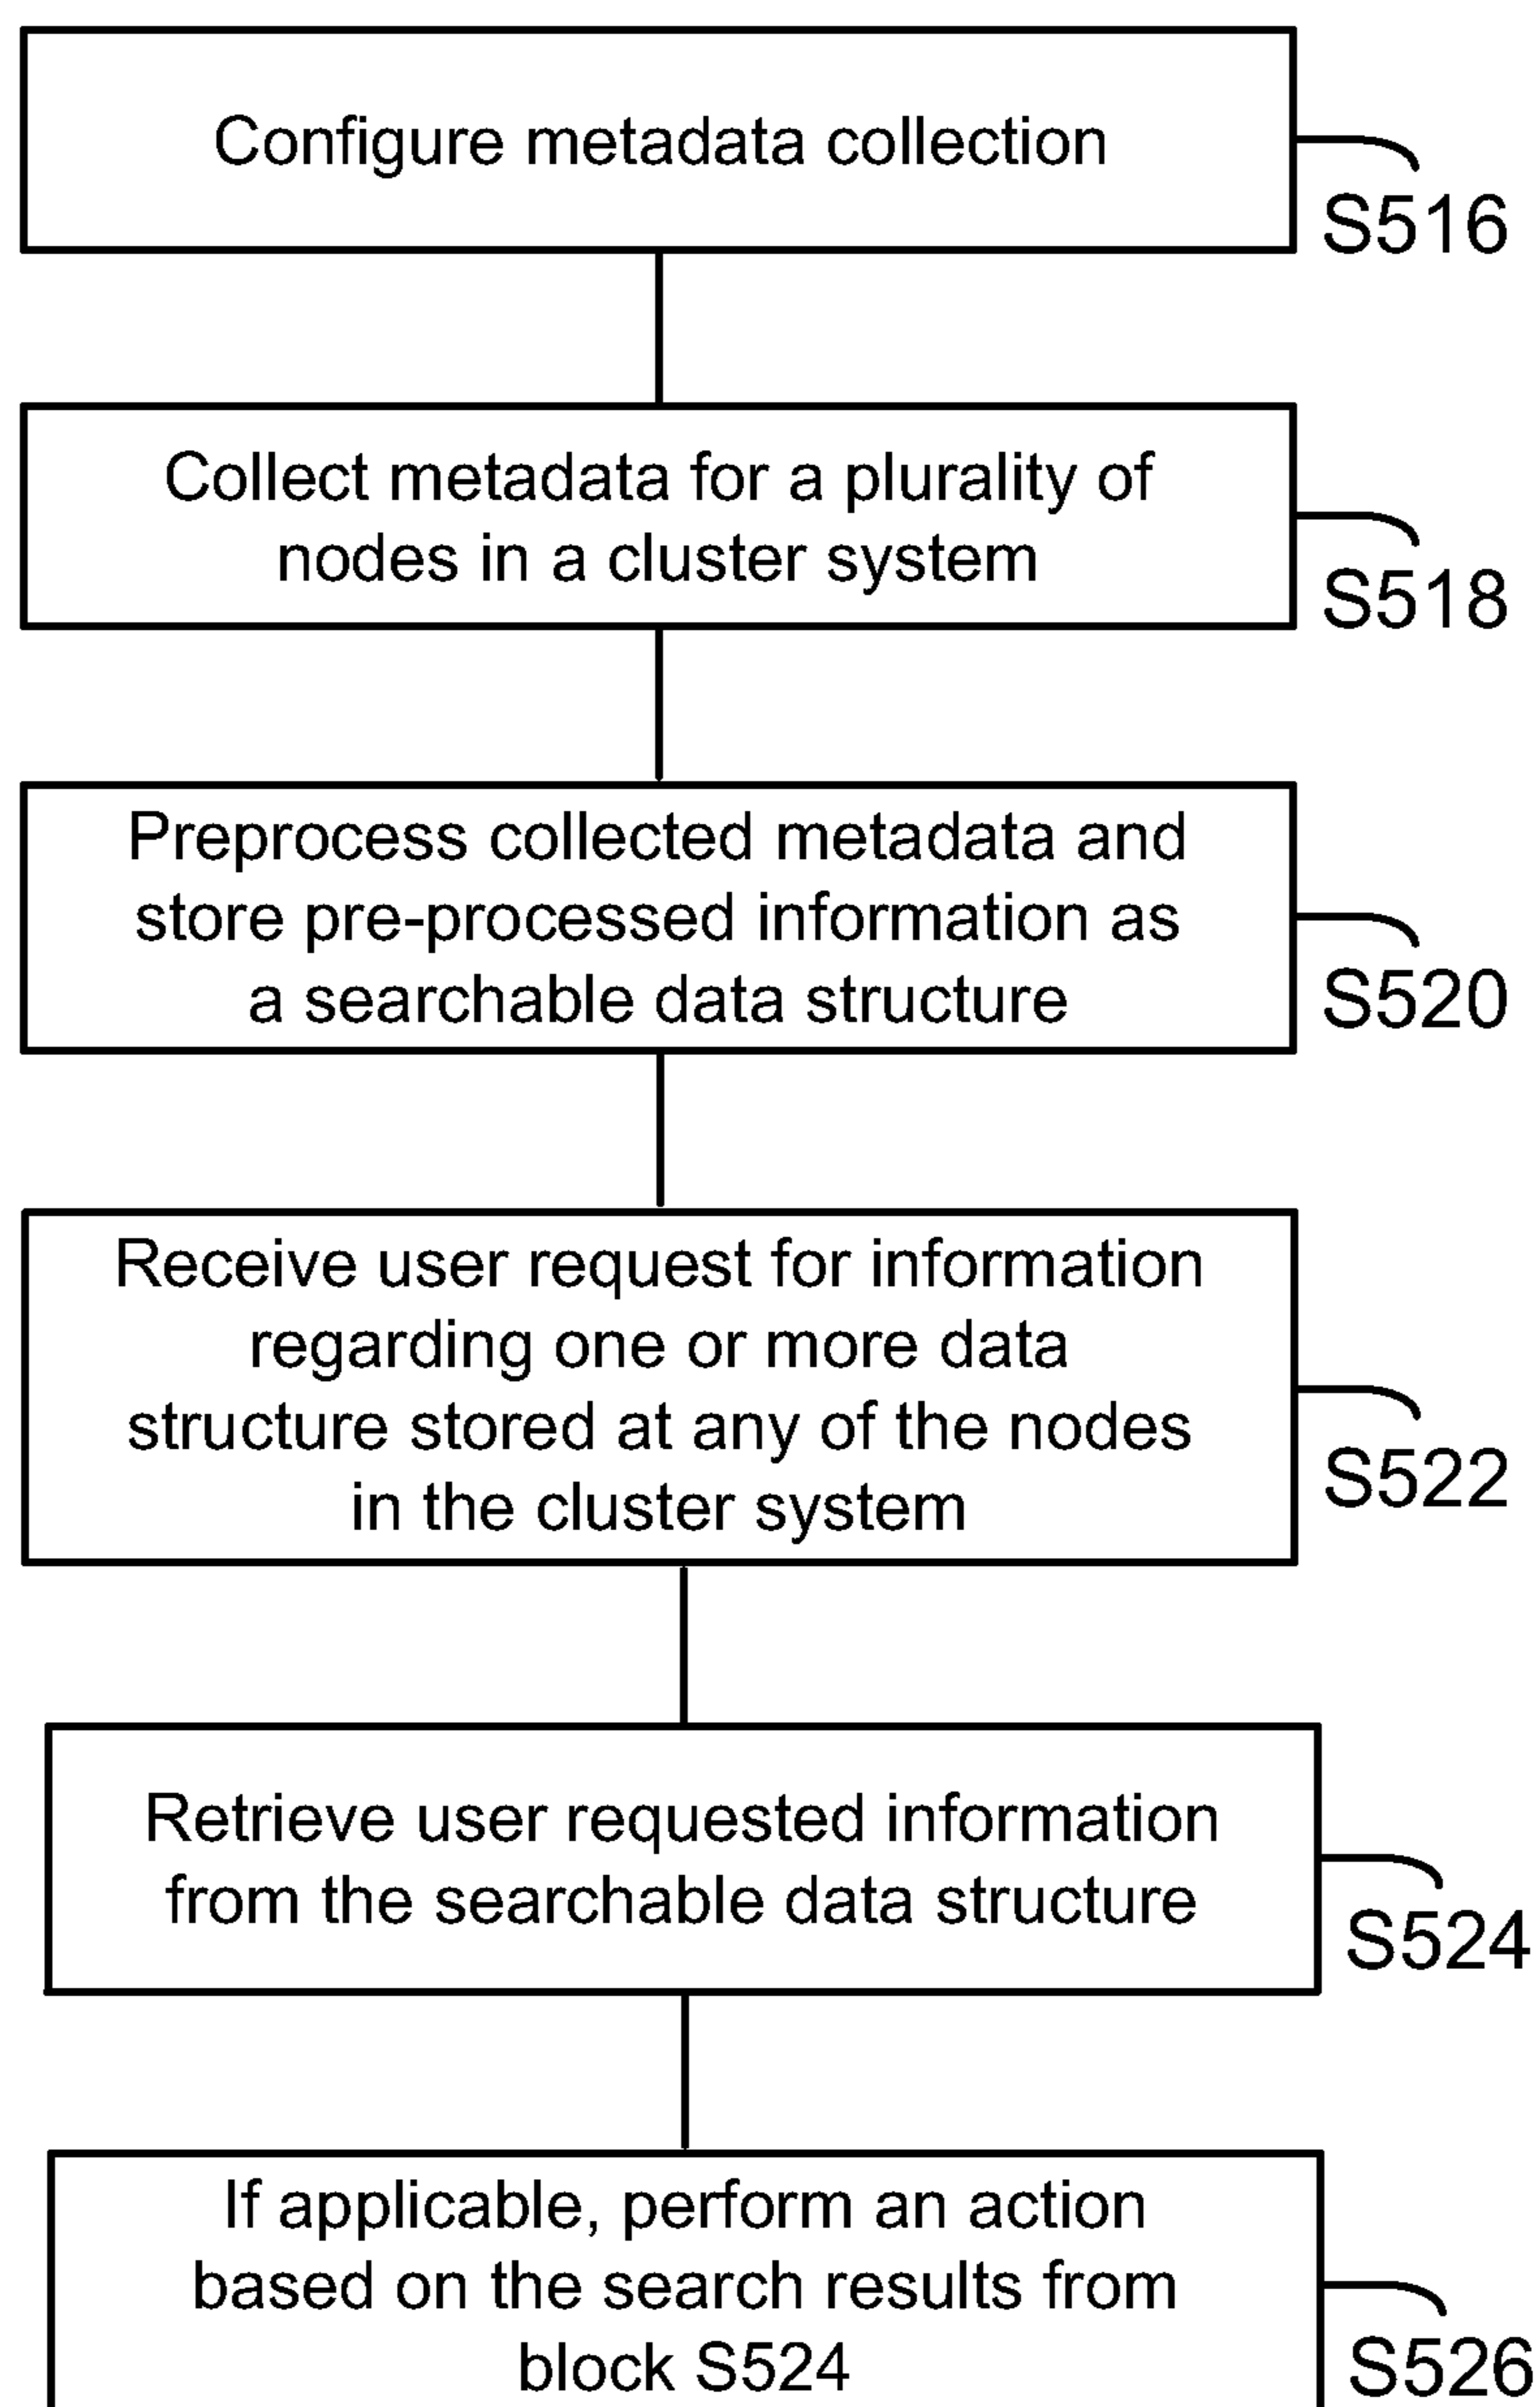 Configure metadata collection
S516
Collect metadata for a plurality of
nodes in a cluster system
S518
Preprocess collected metadata and
store pre-processed information as
a searchable data structure
S520
Receive user request for information
regarding one or more data
structure stored at any of the nodes
in the cluster system
S522
Retrieve user requested information
from the searchable data structure
S524
If applicable, perform an action
based on the search results from
block S524
S526